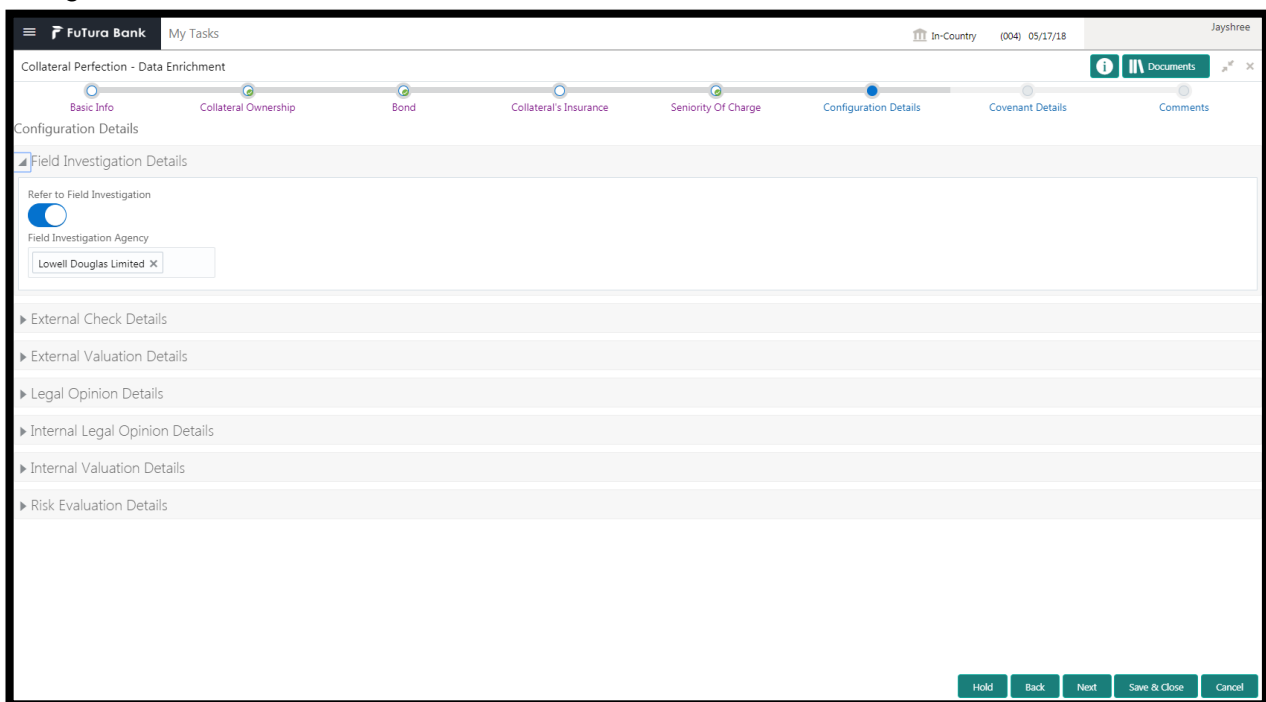 FuTura Bank My Tasks In-Country (004) 05/17/18 Jayshree
Collateral Perfection - Data Enrichment i Documents
Basic Info Collateral Ownership Bond Collateral's Insurance Seniority Of Charge Configuration Details Covenant Details Comments
Configuration Details
Field Investigation Details
Refer to Field Investigation
Field Investigation Agency
Lowell Douglas Limited
External Check Details
External Valuation Details
Legal Opinion Details
Internal Legal Opinion Details
Internal Valuation Details
Risk Evaluation Details
Hold Back Next Save & Close Cancel